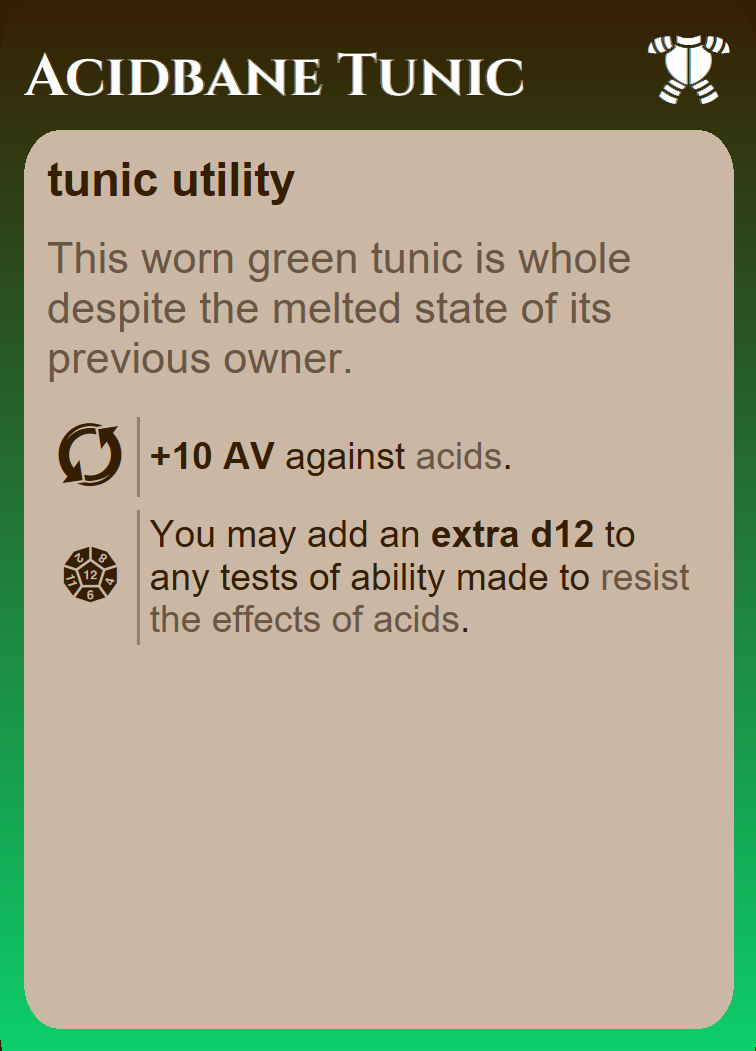 Acidbane Tunic
tunic utility
This worn green tunic is whole
despite the melted state of its
previous owner.
+10 AV against acids.
You may add an extra d12 to
any tests of ability made to resist
the effects of acids.
2 8
11 12 4
6